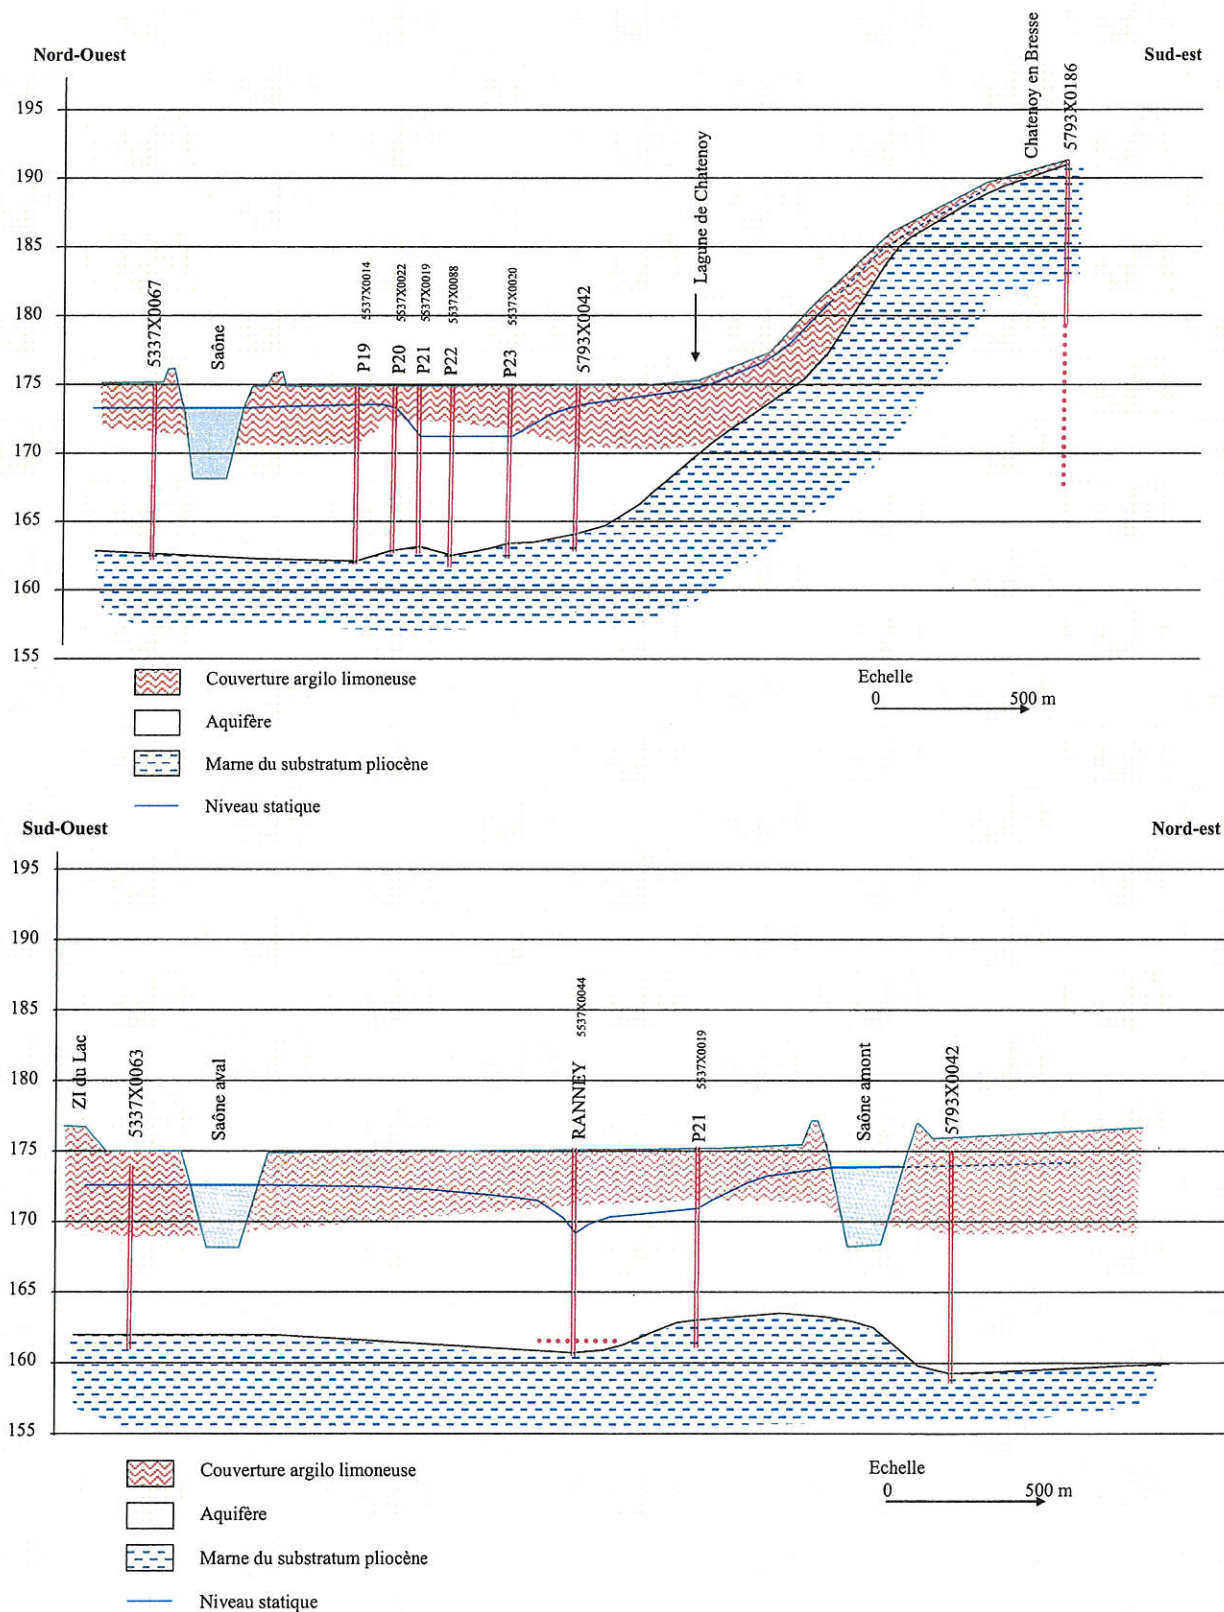 Nord-Ouest
Sud-est
Chatenoy en Bresse
5793X0186
195
190
185
180
175
170
165
160
155
5337X0067
Saône
P19
5537X0014
P20
5537X0022
P21
5537X0019
P22
5537X0088
P23
5537X0020
5793X0042
Lagune de Chatenoy
Couverture argilo limoneuse
Aquifère
Marne du substratum pliocène
Niveau statique
Echelle
0 500 m
Sud-Ouest
Nord-est
195
190
185
180
175
170
165
160
155
ZI du Lac
5337X0063
Saône aval
RANNEY
5537X0044
P21
5537X0019
Saône amont
5793X0042
Couverture argilo limoneuse
Aquifère
Marne du substratum pliocène
Niveau statique
Echelle
0 500 m